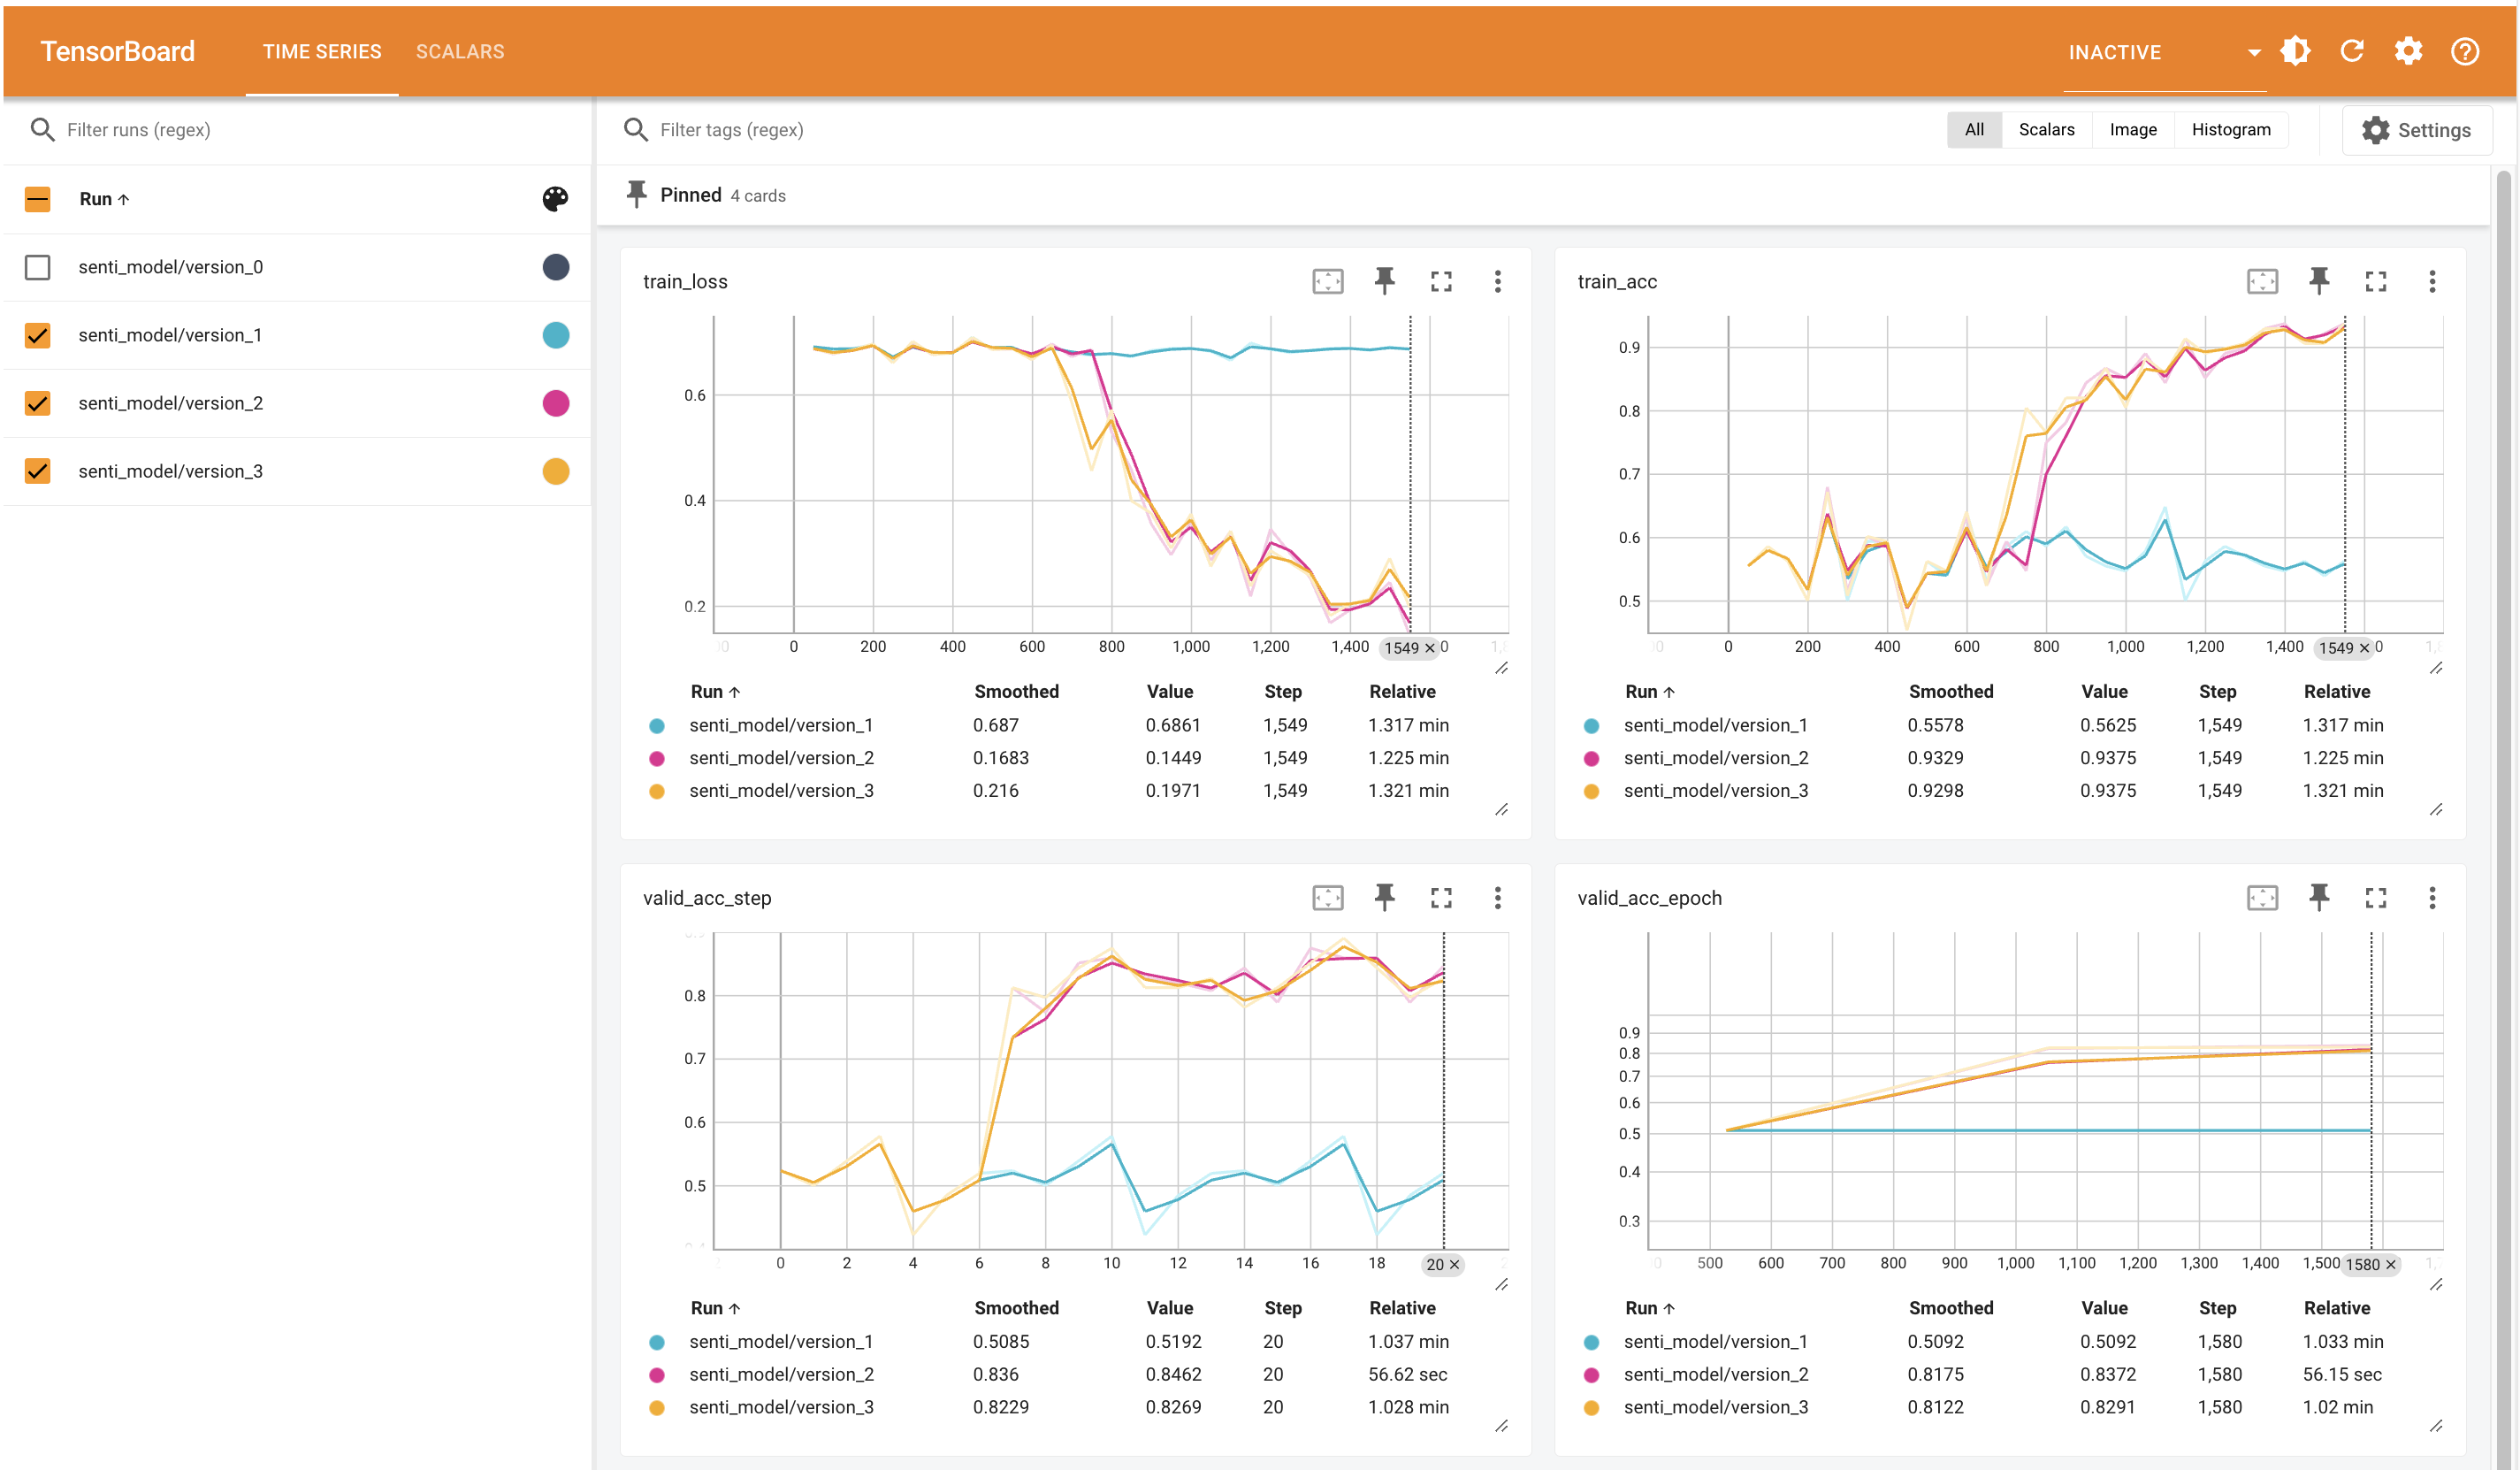 TensorBoard TIME SERIES SCALARS INACTIVE
Filter runs (regex)
Run ↑
senti_model/version_0
senti_model/version_1
senti_model/version_2
senti_model/version_3
Filter tags (regex) All Scalars Image Histogram Settings
Pinned 4 cards
train_loss
0.6
0.4
0.2
0 200 400 600 800 1,000 1,200 1,400 1549 × 0
Run ↑ Smoothed Value Step Relative
senti_model/version_1 0.687 0.6861 1,549 1.317 min
senti_model/version_2 0.1683 0.1449 1,549 1.225 min
senti_model/version_3 0.216 0.1971 1,549 1.321 min
train_acc
0.9
0.8
0.7
0.6
0.5
0 200 400 600 800 1,000 1,200 1,400 1549 × 0
Run ↑ Smoothed Value Step Relative
senti_model/version_1 0.5578 0.5625 1,549 1.317 min
senti_model/version_2 0.9329 0.9375 1,549 1.225 min
senti_model/version_3 0.9298 0.9375 1,549 1.321 min
valid_acc_step
0.8
0.7
0.6
0.5
0 2 4 6 8 10 12 14 16 18 20 ×
Run ↑ Smoothed Value Step Relative
senti_model/version_1 0.5085 0.5192 20 1.037 min
senti_model/version_2 0.836 0.8462 20 56.62 sec
senti_model/version_3 0.8229 0.8269 20 1.028 min
valid_acc_epoch
0.9
0.8
0.7
0.6
0.5
0.4
0.3
500 600 700 800 900 1,000 1,100 1,200 1,300 1,400 1,500 1580 ×
Run ↑ Smoothed Value Step Relative
senti_model/version_1 0.5092 0.5092 1,580 1.033 min
senti_model/version_2 0.8175 0.8372 1,580 56.15 sec
senti_model/version_3 0.8122 0.8291 1,580 1.02 min